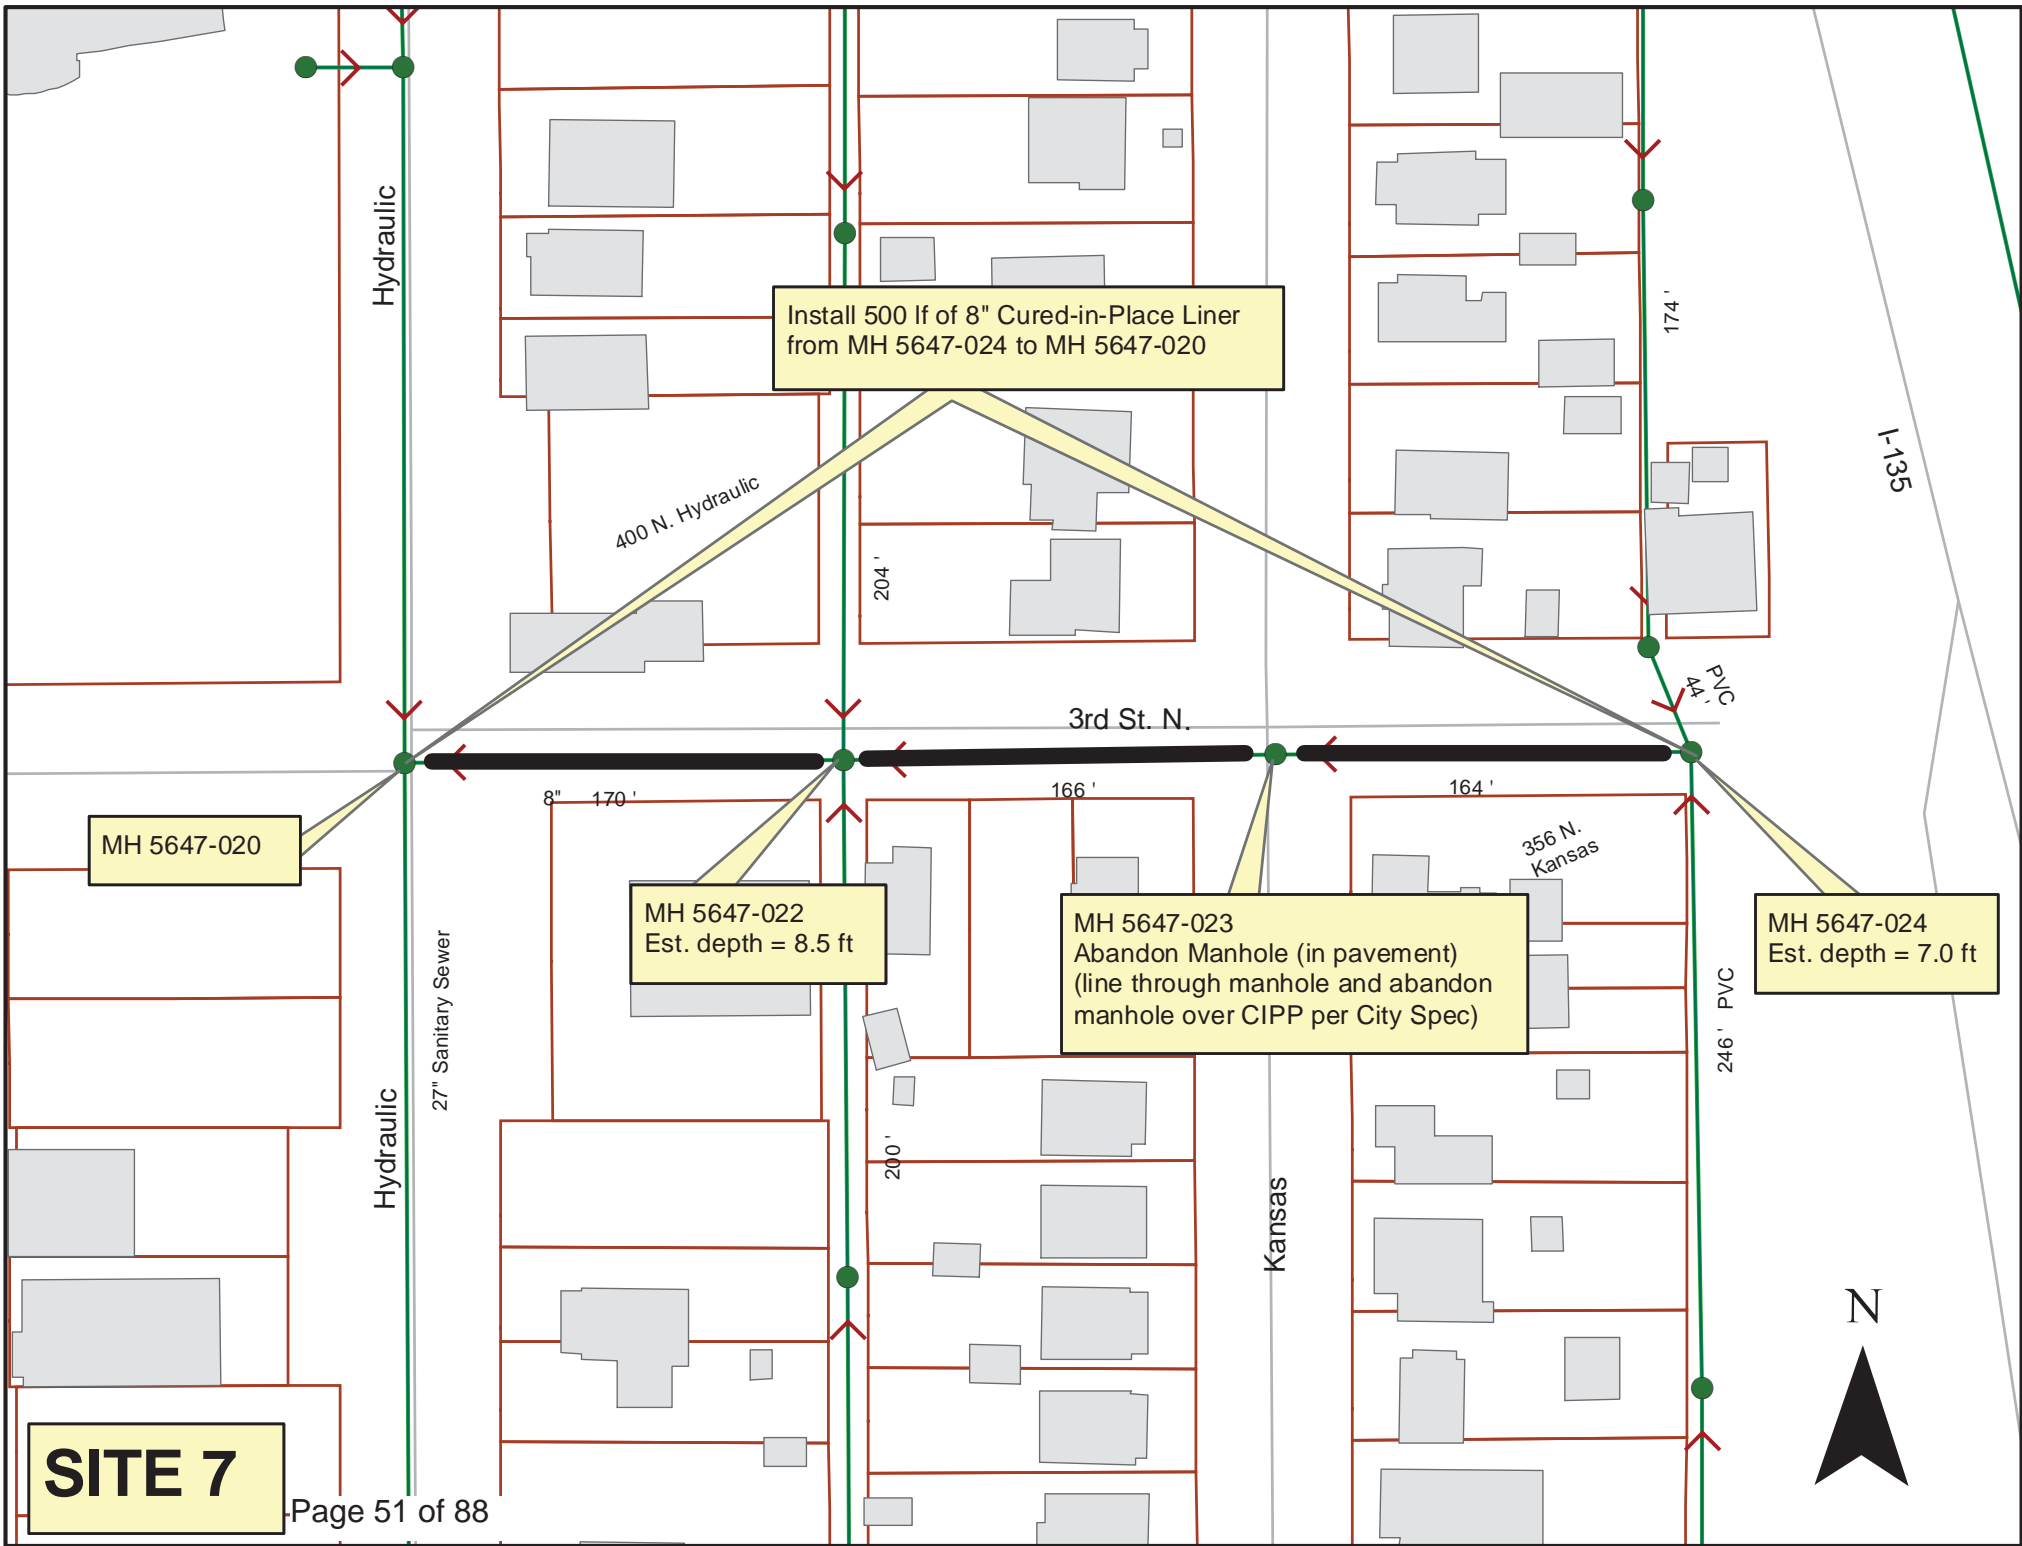 Hydraulic
Install 500 lf of 8" Cured-in-Place Liner
from MH 5647-024 to MH 5647-020
174 '
I-135
400 N. Hydraulic
204 '
PVC
44 '
3rd St. N.
8" 170 '
166 '
164 '
MH 5647-020
356 N.
Kansas
MH 5647-022
Est. depth = 8.5 ft
MH 5647-023
Abandon Manhole (in pavement)
(line through manhole and abandon
manhole over CIPP per City Spec)
MH 5647-024
Est. depth = 7.0 ft
27" Sanitary Sewer
246 ' PVC
Hydraulic
200 '
Kansas
N
SITE 7
Page 51 of 88